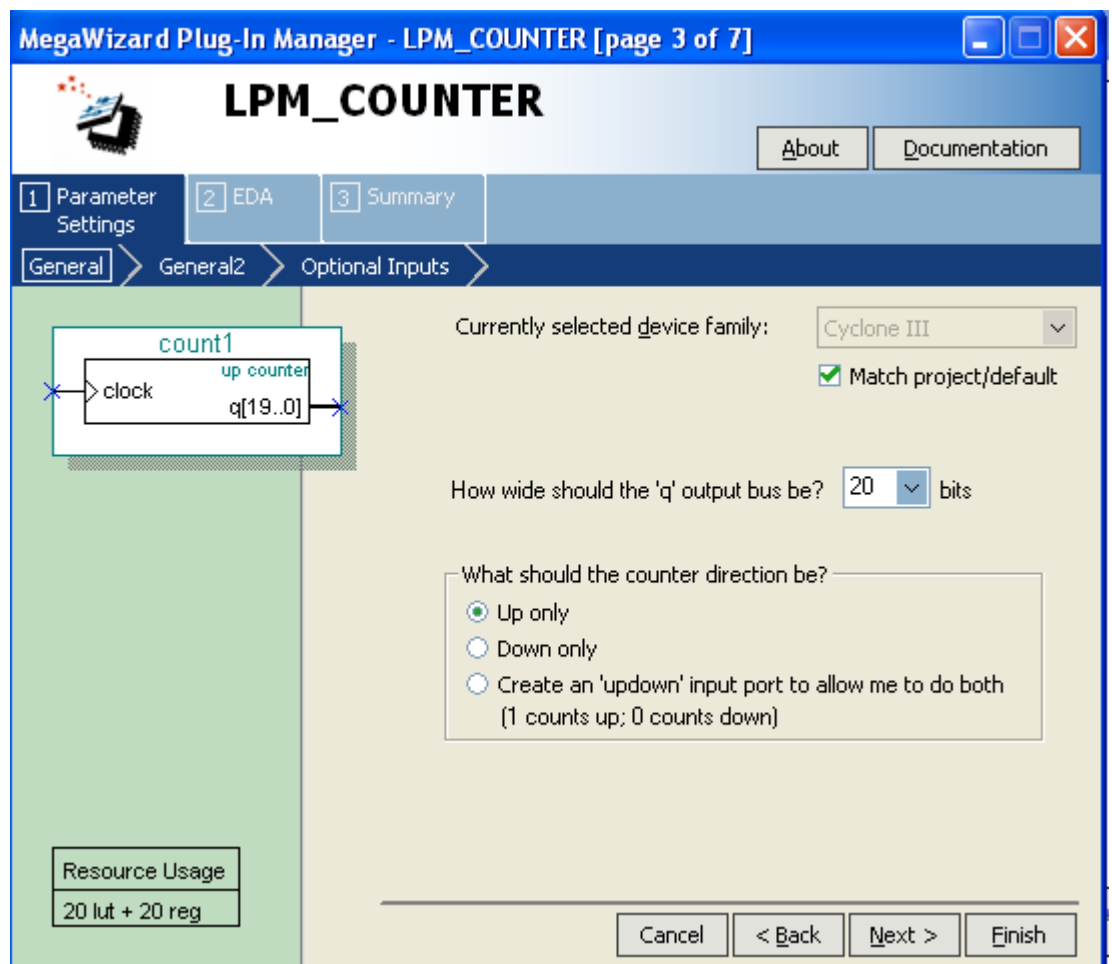 MegaWizard Plug-In Manager - LPM_COUNTER [page 3 of 7]
LPM_COUNTER
About
Documentation
1 Parameter Settings
2 EDA
3 Summary
General
General2
Optional Inputs
count1
up counter
clock
q[19..0]
Currently selected device family:
Cyclone III
Match project/default
How wide should the 'q' output bus be? 20 bits
What should the counter direction be?
Up only
Down only
Create an 'updown' input port to allow me to do both
(1 counts up; 0 counts down)
Resource Usage
20 lut + 20 reg
Cancel
< Back
Next >
Finish